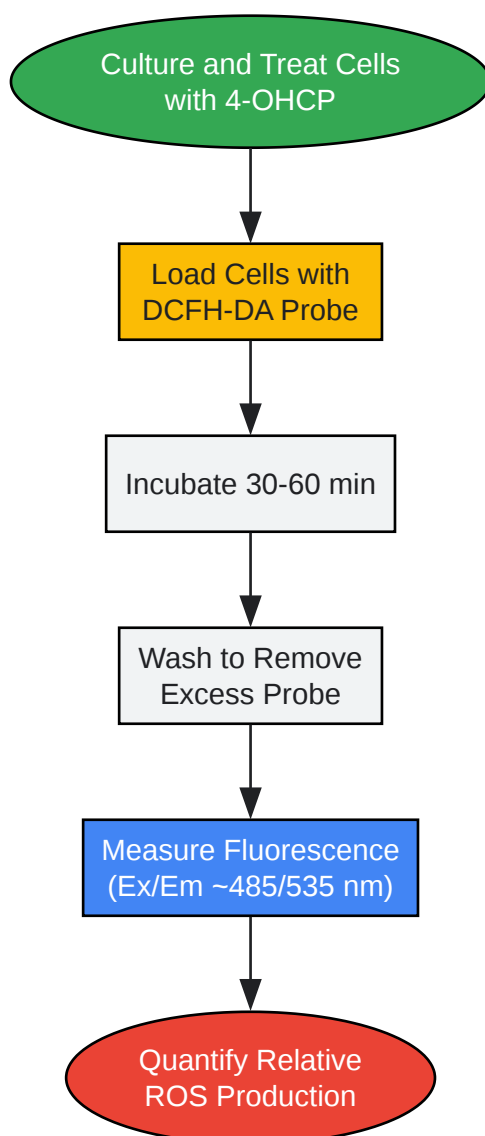 Culture and Treat Cells
with 4-OHCP
Load Cells with
DCFH-DA Probe
Incubate 30-60 min
Wash to Remove
Excess Probe
Measure Fluorescence
(Ex/Em ~485/535 nm)
Quantify Relative
ROS Production